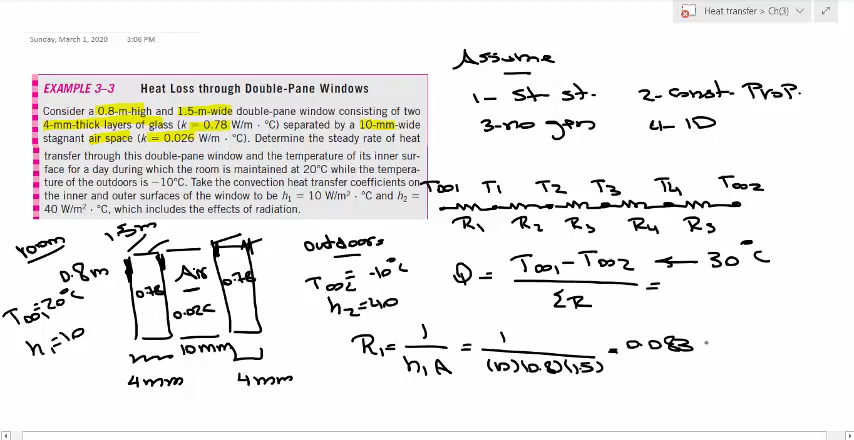 Heat transfer > Ch(3)
Sunday, March 1, 2020 3:06 PM
EXAMPLE 3–3 Heat Loss through Double-Pane Windows
Consider a 0.8-m-high and 1.5-m-wide double-pane window consisting of two
4-mm-thick layers of glass (k = 0.78 W/m · °C) separated by a 10-mm-wide
stagnant air space (k = 0.026 W/m · °C). Determine the steady rate of heat
transfer through this double-pane window and the temperature of its inner sur-
face for a day during which the room is maintained at 20°C while the tempera-
ture of the outdoors is −10°C. Take the convection heat transfer coefficients on
the inner and outer surfaces of the window to be h₁ = 10 W/m² · °C and h₂ =
40 W/m² · °C, which includes the effects of radiation.
Assume
1- st st. 2- const. Prop.
3- no gen 4- 1D
T∞1 T1 T2 T3 T4 T∞2
R1 R2 R3 R4 R5
room 1.5m
0.8m
T∞1=20°C
h1=10
0.78 Air 0.026 0.78
10mm
4mm 4mm
outdoors
T∞2=-10°C
h2=40
Q = T∞1-T∞2 / ΣR ← 30°C
=
R1 = 1 / h1 A = 1 / (10)(0.8)(1.5) = 0.083